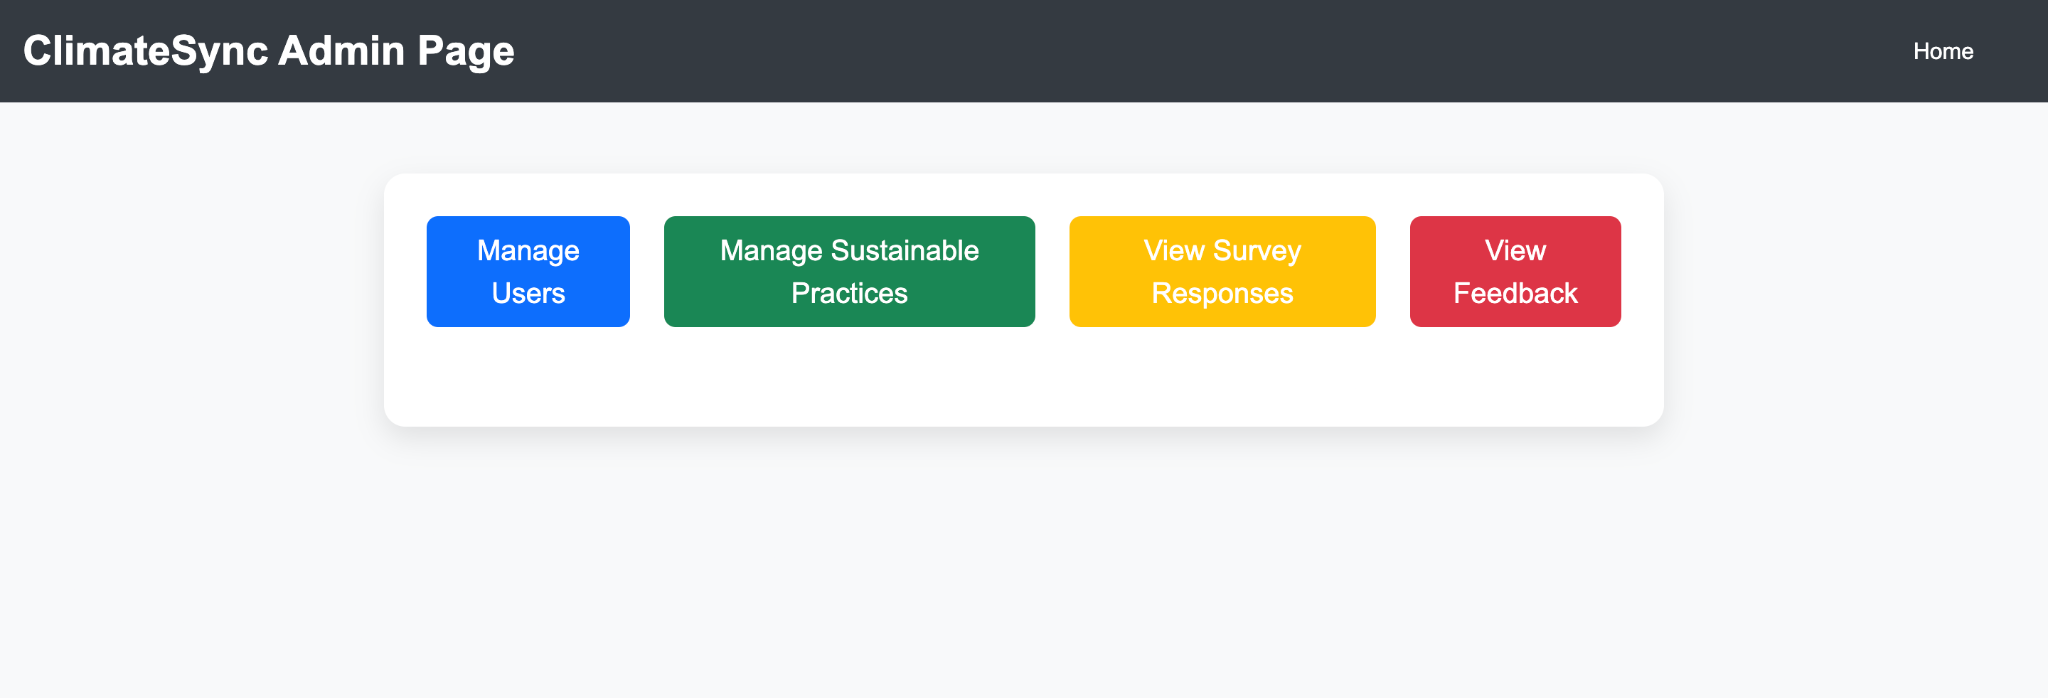 ClimateSync Admin Page
Home
Manage
Users
Manage Sustainable
Practices
View Survey
Responses
View
Feedback